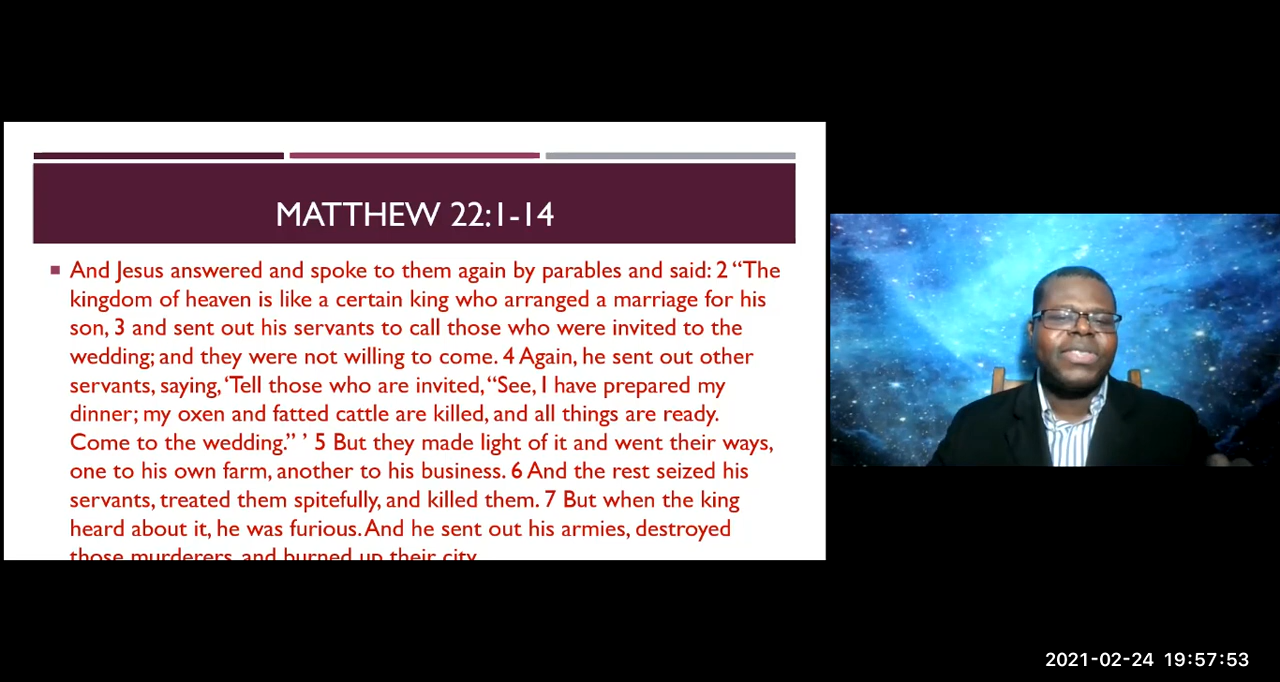 MATTHEW 22:1-14
And Jesus answered and spoke to them again by parables and said: 2 “The
kingdom of heaven is like a certain king who arranged a marriage for his
son, 3 and sent out his servants to call those who were invited to the
wedding; and they were not willing to come. 4 Again, he sent out other
servants, saying, ‘Tell those who are invited, “See, I have prepared my
dinner; my oxen and fatted cattle are killed, and all things are ready.
Come to the wedding.” ’ 5 But they made light of it and went their ways,
one to his own farm, another to his business. 6 And the rest seized his
servants, treated them spitefully, and killed them. 7 But when the king
heard about it, he was furious. And he sent out his armies, destroyed
those murderers, and burned up their city.
2021-02-24 19:57:53